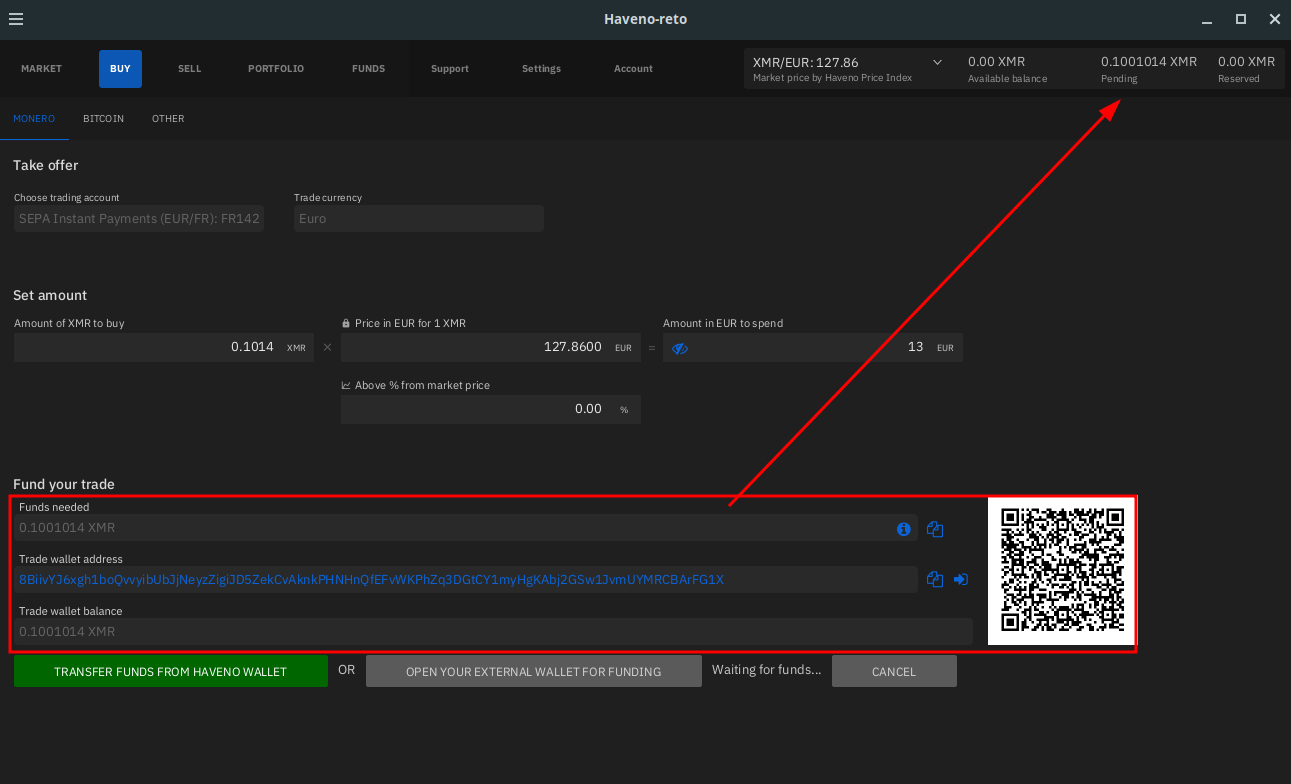 Haveno-reto
MARKET BUY SELL PORTFOLIO FUNDS Support Settings Account
XMR/EUR: 127.86 0.00 XMR 0.1001014 XMR 0.00 XMR
Market price by Haveno Price Index Available balance Pending Reserved
MONERO BITCOIN OTHER
Take offer
Choose trading account Trade currency
SEPA Instant Payments (EUR/FR): FR142 Euro
Set amount
Amount of XMR to buy Price in EUR for 1 XMR Amount in EUR to spend
0.1014 XMR × 127.8600 EUR = 13 EUR
Above % from market price
0.00 %
Fund your trade
Funds needed
0.1001014 XMR
Trade wallet address
8BiivYJ6xgh1boQvvyibUbJjNeyzZigiJD5ZekCvAknkPHNHnQfEFvWKPhZq3DGtCY1myHgKAbj2GSw1JvmUYMRCBArFG1X
Trade wallet balance
0.1001014 XMR
TRANSFER FUNDS FROM HAVENO WALLET OR OPEN YOUR EXTERNAL WALLET FOR FUNDING Waiting for funds... CANCEL